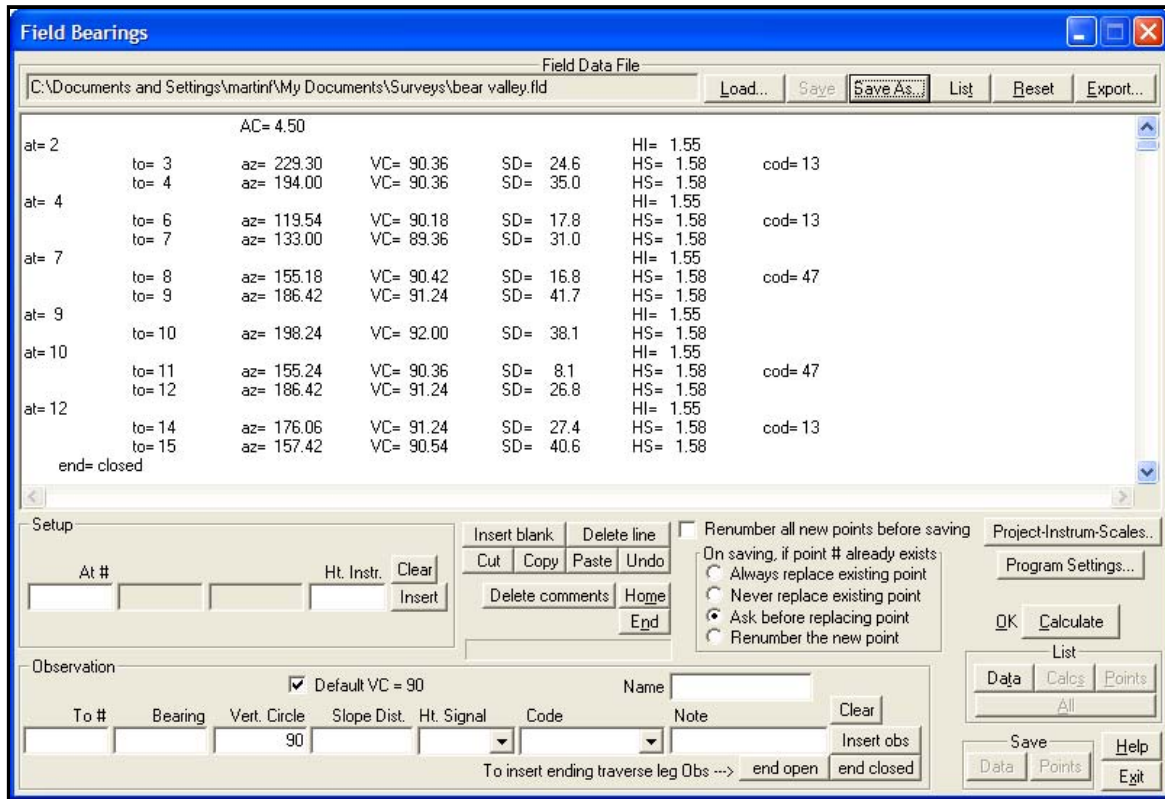 Field Bearings
Field Data File
C:\Documents and Settings\martinf\My Documents\Surveys\bear valley.fld Load... Save Save As... List Reset Export...
AC= 4.50
at= 2 HI= 1.55
to= 3 az= 229.30 VC= 90.36 SD= 24.6 HS= 1.58 cod= 13
to= 4 az= 194.00 VC= 90.36 SD= 35.0 HS= 1.58
at= 4 HI= 1.55
to= 6 az= 119.54 VC= 90.18 SD= 17.8 HS= 1.58 cod= 13
to= 7 az= 133.00 VC= 89.36 SD= 31.0 HS= 1.58
at= 7 HI= 1.55
to= 8 az= 155.18 VC= 90.42 SD= 16.8 HS= 1.58 cod= 47
to= 9 az= 186.42 VC= 91.24 SD= 41.7 HS= 1.58
at= 9 HI= 1.55
to= 10 az= 198.24 VC= 92.00 SD= 38.1 HS= 1.58
at= 10 HI= 1.55
to= 11 az= 155.24 VC= 90.36 SD= 8.1 HS= 1.58 cod= 47
to= 12 az= 186.42 VC= 91.24 SD= 26.8 HS= 1.58
at= 12 HI= 1.55
to= 14 az= 176.06 VC= 91.24 SD= 27.4 HS= 1.58 cod= 13
to= 15 az= 157.42 VC= 90.54 SD= 40.6 HS= 1.58
end= closed
Setup
At # Ht. Instr. Clear
Insert
Insert blank Delete line
Cut Copy Paste Undo
Delete comments Home
End
Renumber all new points before saving
On saving, if point # already exists
Always replace existing point
Never replace existing point
Ask before replacing point
Renumber the new point
Project-Instrum-Scales..
Program Settings...
OK Calculate
List
Data Calcs Points
All
Observation
Default VC = 90 Name
To # Bearing Vert. Circle Slope Dist. Ht. Signal Code Note Clear
90 Insert obs
To insert ending traverse leg Obs ---> end open end closed
Save
Data Points
Help
Exit